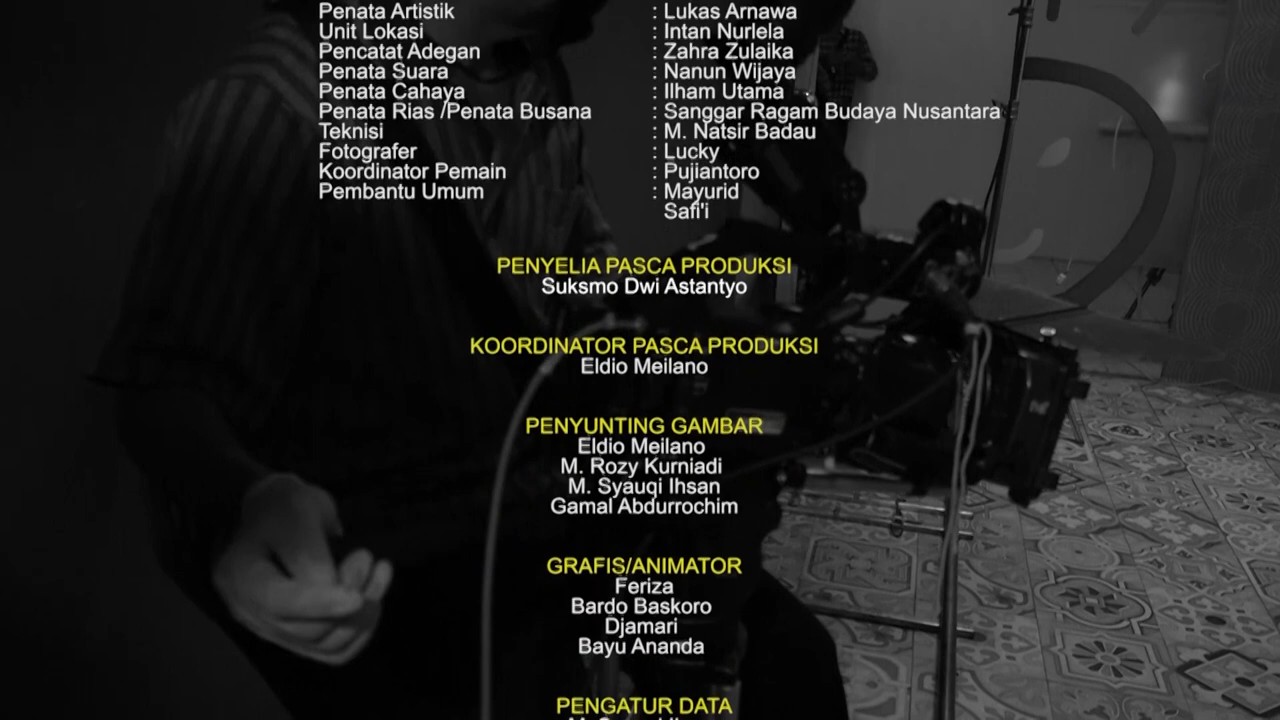 Penata Artistik : Lukas Arnawa
Unit Lokasi : Intan Nurlela
Pencatat Adegan : Zahra Zulaika
Penata Suara : Nanun Wijaya
Penata Cahaya : Ilham Utama
Penata Rias /Penata Busana : Sanggar Ragam Budaya Nusantara
Teknisi : M. Natsir Badau
Fotografer : Lucky
Koordinator Pemain : Pujiantoro
Pembantu Umum : Mayurid
Safi'i
PENYELIA PASCA PRODUKSI
Suksmo Dwi Astantyo
KOORDINATOR PASCA PRODUKSI
Eldio Meilano
PENYUNTING GAMBAR
Eldio Meilano
M. Rozy Kurniadi
M. Syauqi Ihsan
Gamal Abdurrochim
GRAFIS/ANIMATOR
Feriza
Bardo Baskoro
Djamari
Bayu Ananda
PENGATUR DATA